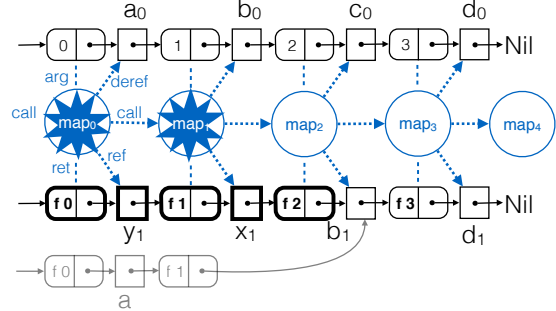 a₀ b₀ c₀ d₀
0 1 2 3 Nil
arg deref
call map₀ call map₁ map₂ map₃ map₄
ret ref
f 0 f 1 f 2 f 3 Nil
y₁ x₁ b₁ d₁
f 0 f 1
a